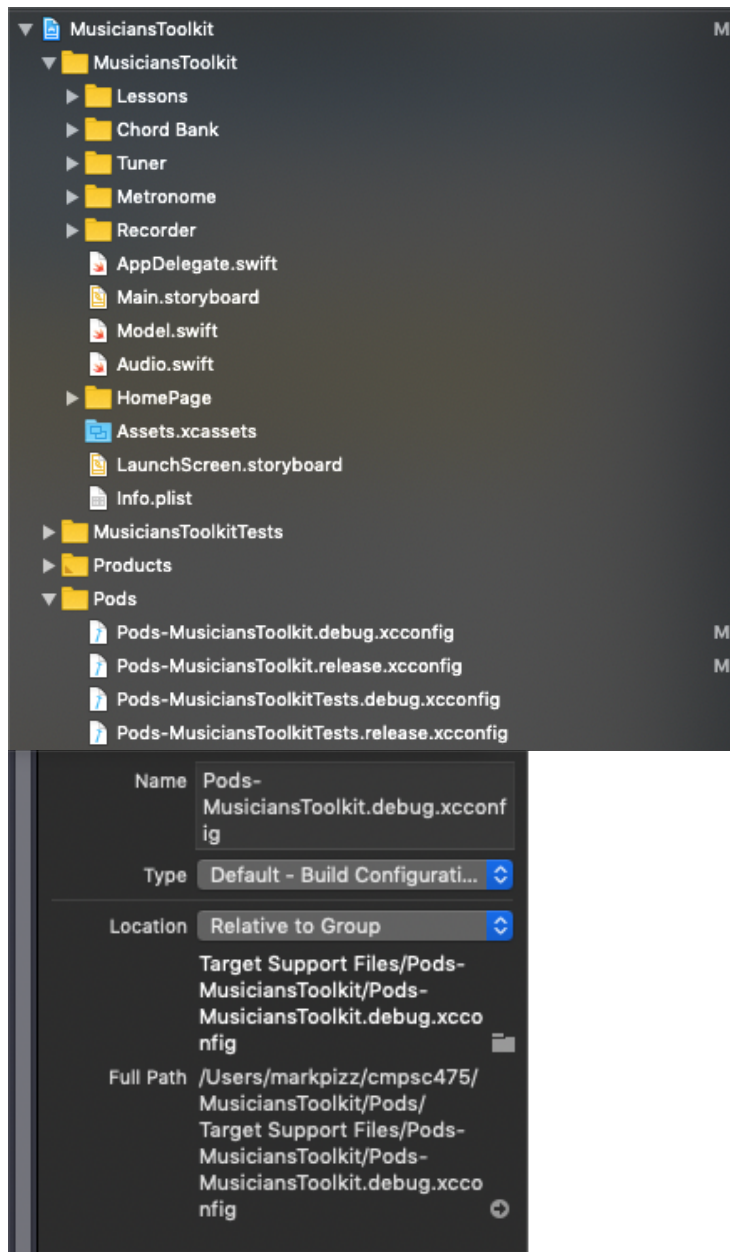 MusiciansToolkit M
MusiciansToolkit
Lessons
Chord Bank
Tuner
Metronome
Recorder
AppDelegate.swift
Main.storyboard
Model.swift
Audio.swift
HomePage
Assets.xcassets
LaunchScreen.storyboard
Info.plist
MusiciansToolkitTests
Products
Pods
Pods-MusiciansToolkit.debug.xcconfig M
Pods-MusiciansToolkit.release.xcconfig M
Pods-MusiciansToolkitTests.debug.xcconfig
Pods-MusiciansToolkitTests.release.xcconfig
Name Pods-
MusiciansToolkit.debug.xcconf
ig
Type Default - Build Configurati...
Location Relative to Group
Target Support Files/Pods-
MusiciansToolkit/Pods-
MusiciansToolkit.debug.xcco
nfig
Full Path /Users/markpizz/cmpsc475/
MusiciansToolkit/Pods/
Target Support Files/Pods-
MusiciansToolkit/Pods-
MusiciansToolkit.debug.xcco
nfig